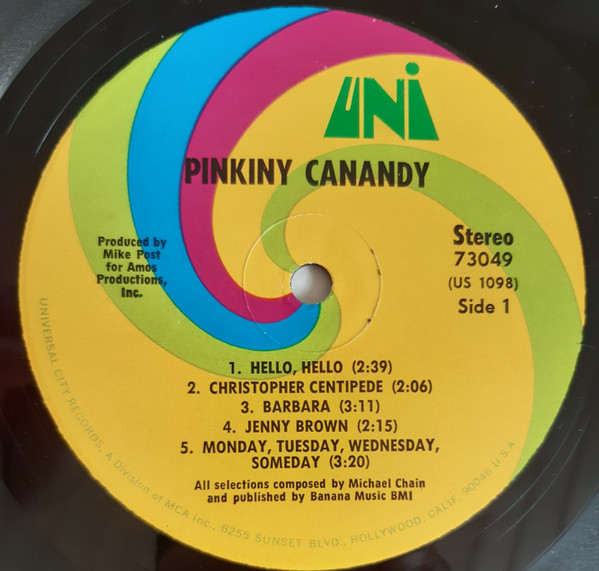 UNI
PINKINY CANANDY
Produced by
Mike Post
for Amos
Productions,
Inc.
Stereo
73049
(US 1098)
Side 1
1. HELLO, HELLO (2:39)
2. CHRISTOPHER CENTIPEDE (2:06)
3. BARBARA (3:11)
4. JENNY BROWN (2:15)
5. MONDAY, TUESDAY, WEDNESDAY,
SOMEDAY (3:20)
All selections composed by Michael Chain
and published by Banana Music BMI
UNIVERSAL CITY RECORDS, A Division of MCA Inc., 8255 SUNSET BLVD., HOLLYWOOD, CALIF. 90046 U.S.A.